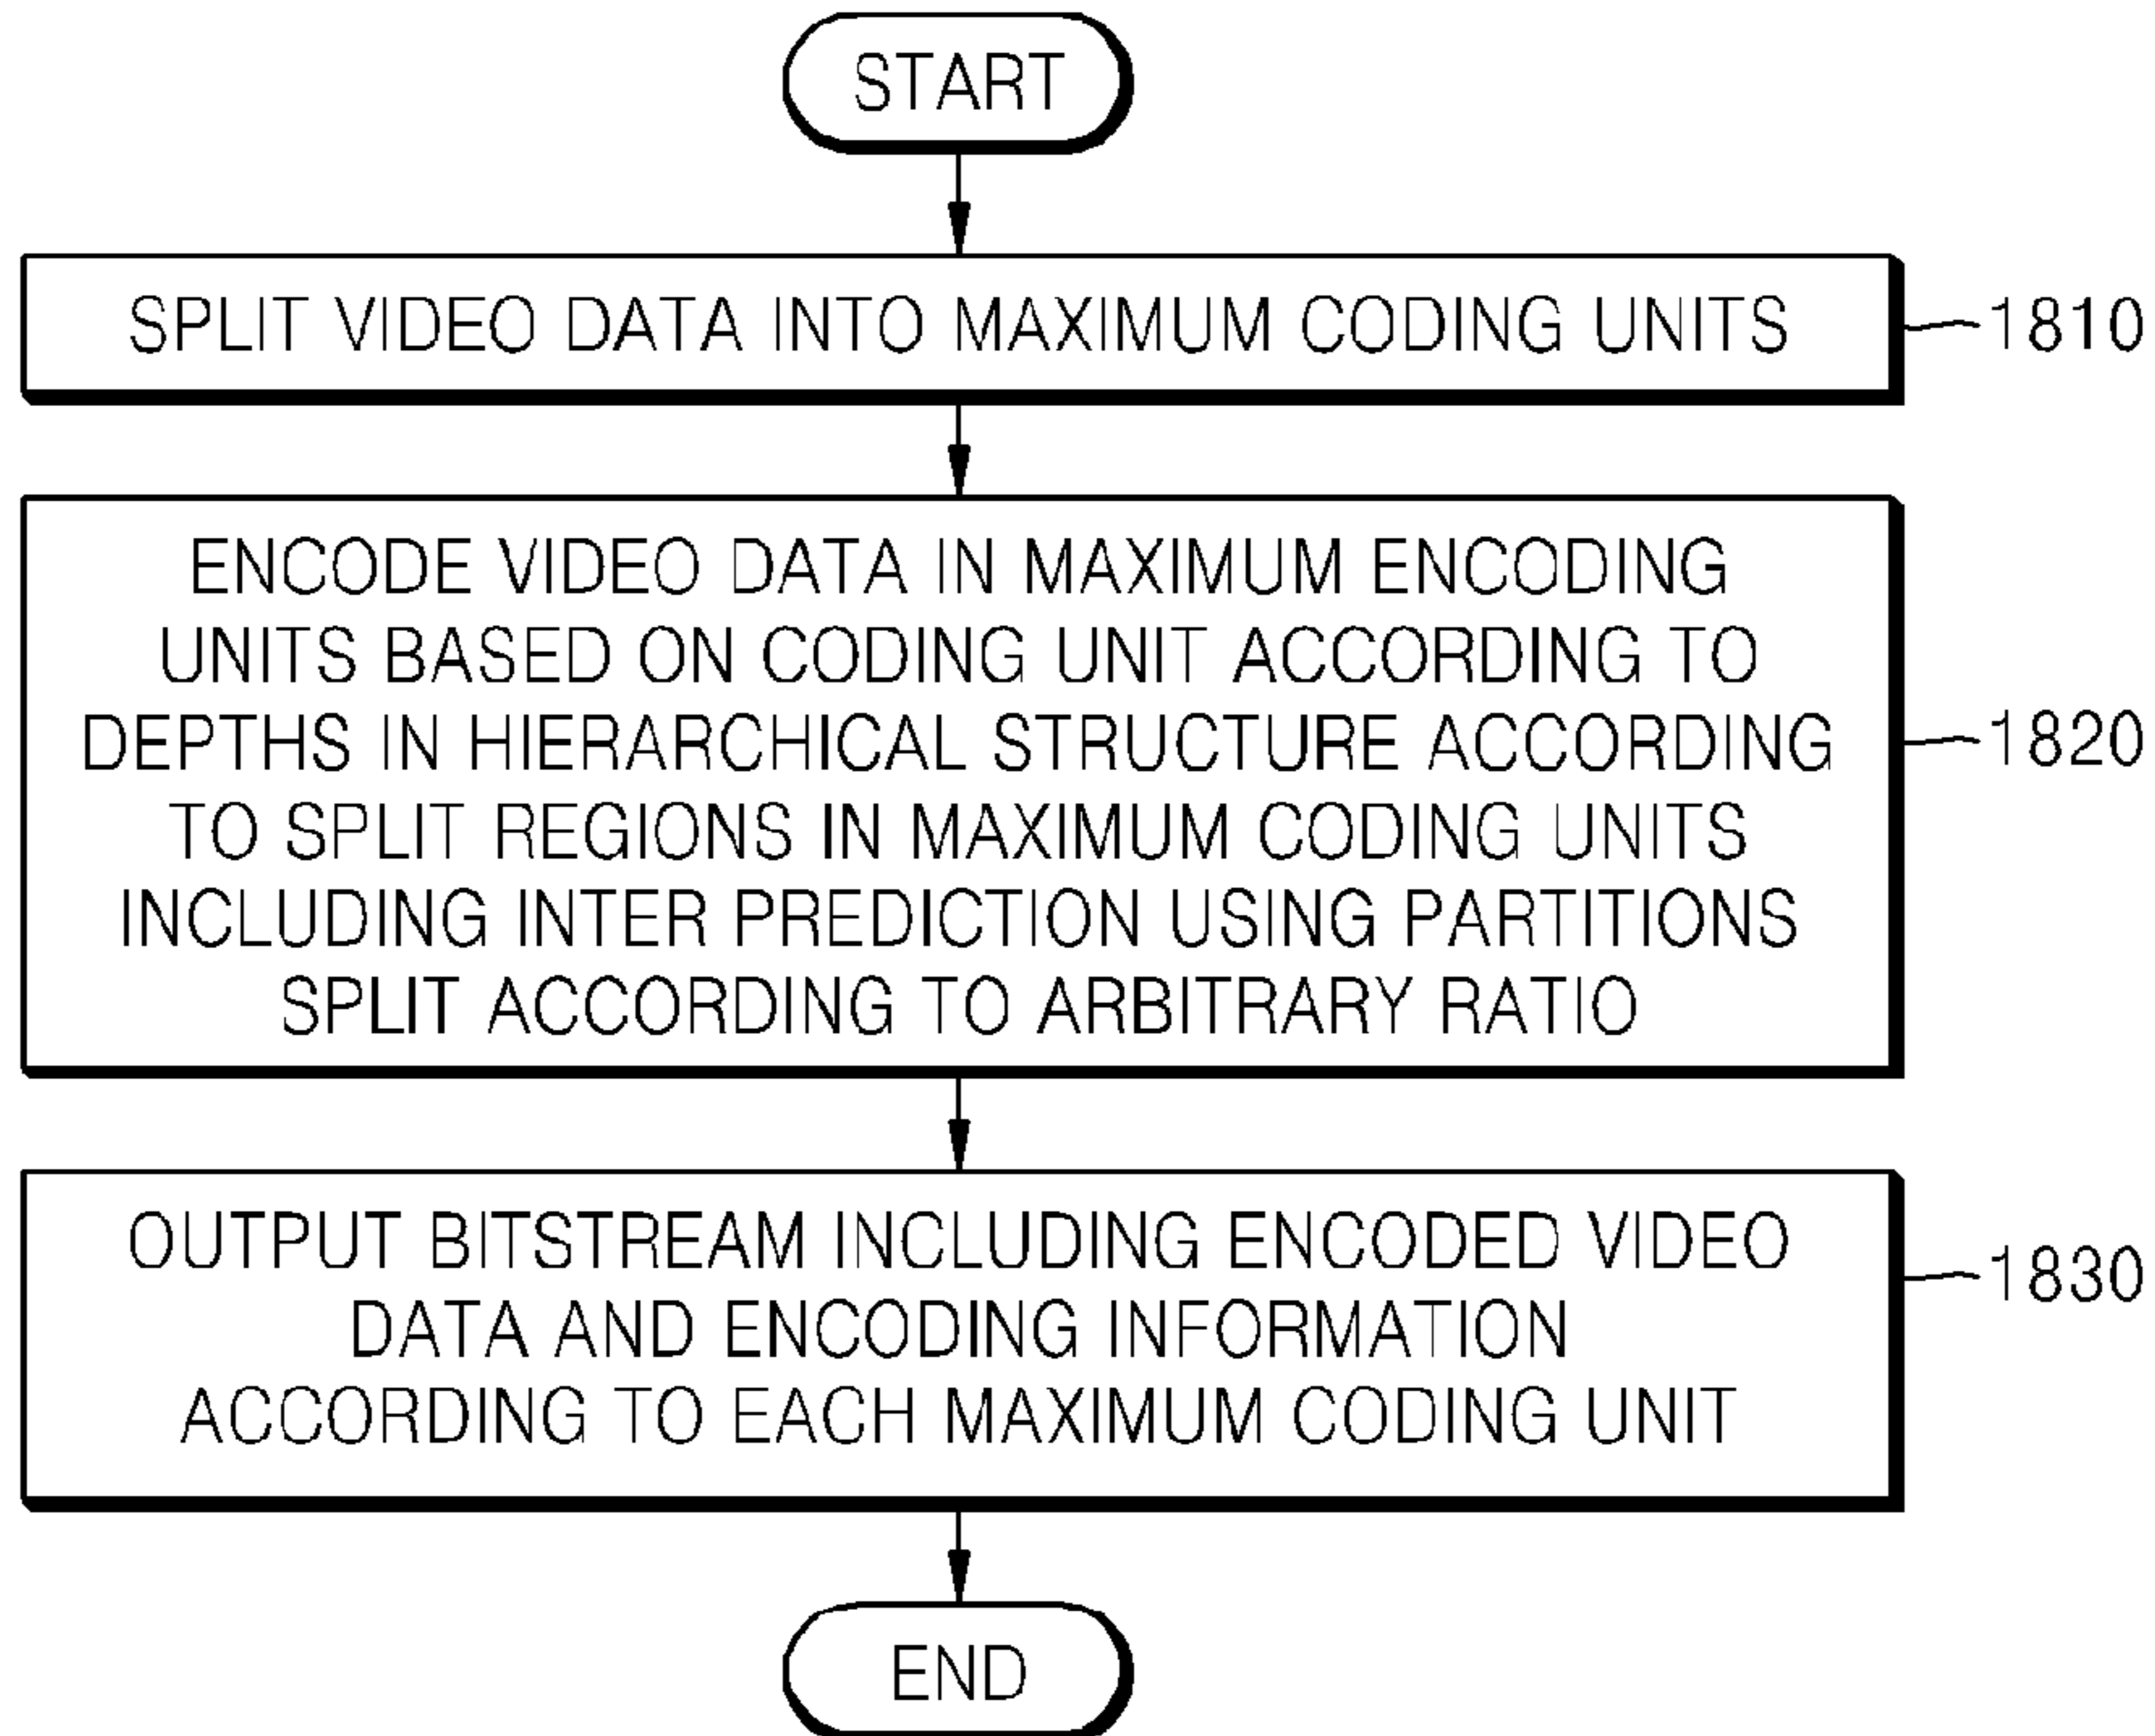 START
SPLIT VIDEO DATA INTO MAXIMUM CODING UNITS
1810
ENCODE VIDEO DATA IN MAXIMUM ENCODING
UNITS BASED ON CODING UNIT ACCORDING TO
DEPTHS IN HIERARCHICAL STRUCTURE ACCORDING
TO SPLIT REGIONS IN MAXIMUM CODING UNITS
INCLUDING INTER PREDICTION USING PARTITIONS
SPLIT ACCORDING TO ARBITRARY RATIO
1820
OUTPUT BITSTREAM INCLUDING ENCODED VIDEO
DATA AND ENCODING INFORMATION
ACCORDING TO EACH MAXIMUM CODING UNIT
1830
END